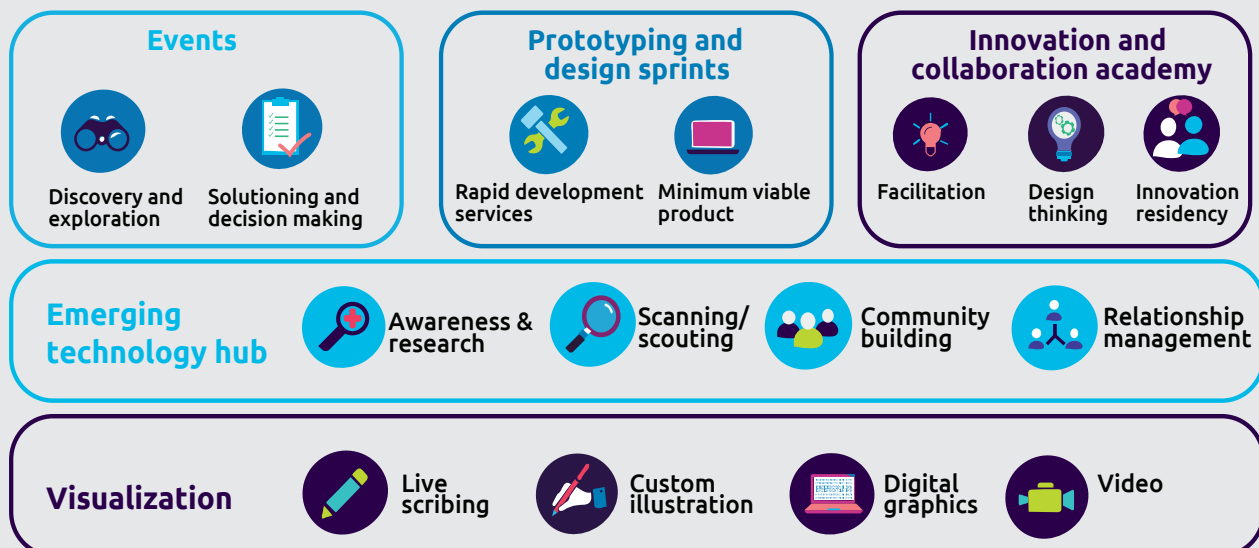 Events
Discovery and
exploration
Solutioning and
decision making
Prototyping and
design sprints
Rapid development
services
Minimum viable
product
Innovation and
collaboration academy
Facilitation
Design
thinking
Innovation
residency
Emerging
technology hub
Awareness &
research
Scanning/
scouting
Community
building
Relationship
management
Visualization
Live
scribing
Custom
illustration
Digital
graphics
Video